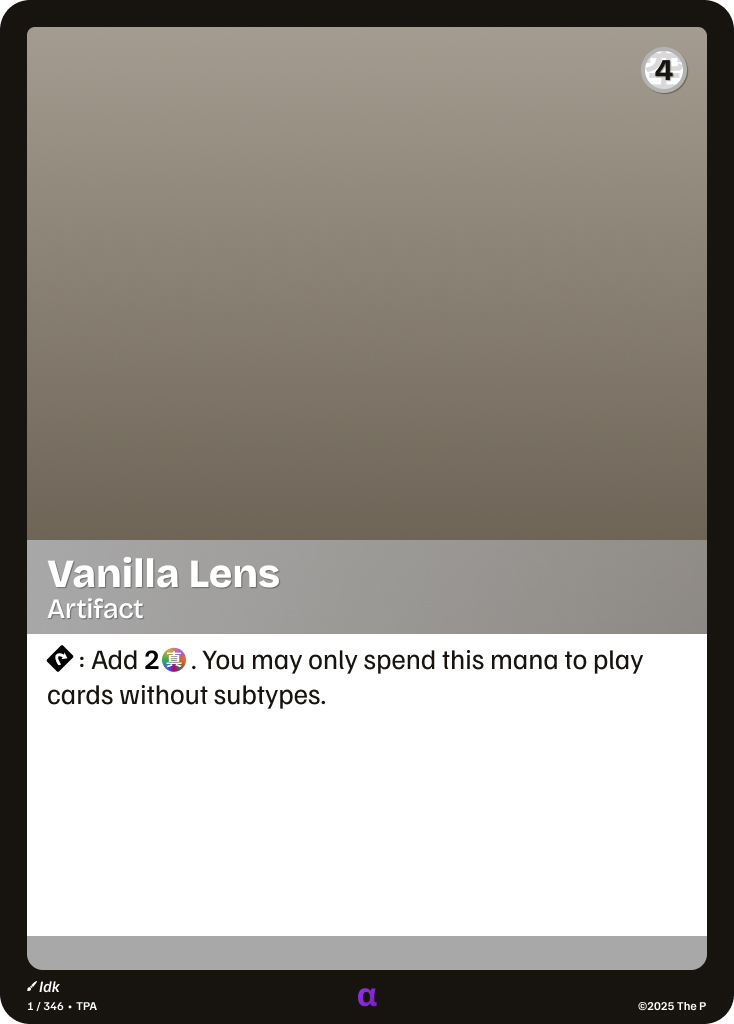 4
Vanilla Lens
Artifact
: Add 2真. You may only spend this mana to play
cards without subtypes.
Idk
1 / 346 • TPA
α
©2025 The P